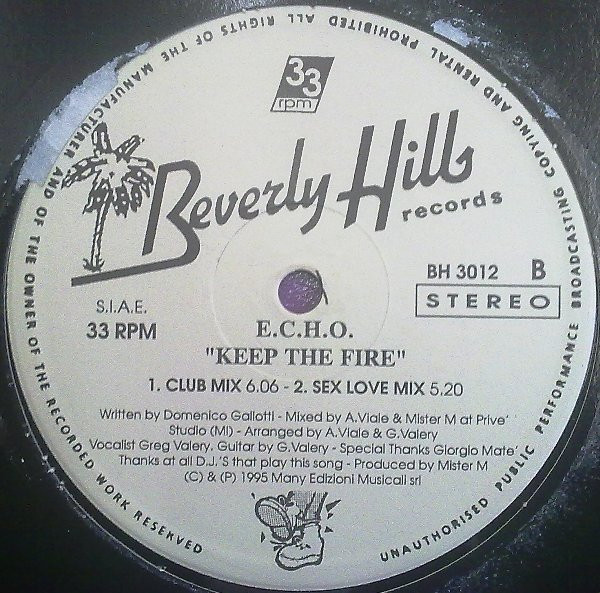 33
rpm
Beverly Hills
records
BH 3012 B
STEREO
S.I.A.E.
33 RPM
E.C.H.O.
"KEEP THE FIRE"
1. CLUB MIX 6.06 - 2. SEX LOVE MIX 5.20
Written by Domenico Gallotti - Mixed by A.Viale & Mister M at Prive'
Studio (MI) - Arranged by A.Viale & G.Valery
Vocalist Greg Valery. Guitar by G.Valery - Special Thanks Giorgio Mate'
Thanks at all D.J.'S that play this song - Produced by Mister M
(C) & (P) 1995 Many Edizioni Musicali srl
ALL RIGHTS OF THE MANUFACTURER AND OF THE OWNER OF THE RECORDED WORK RESERVED
UNAUTHORISED PUBLIC PERFORMANCE BROADCASTING COPYING AND RENTAL PROHIBITED